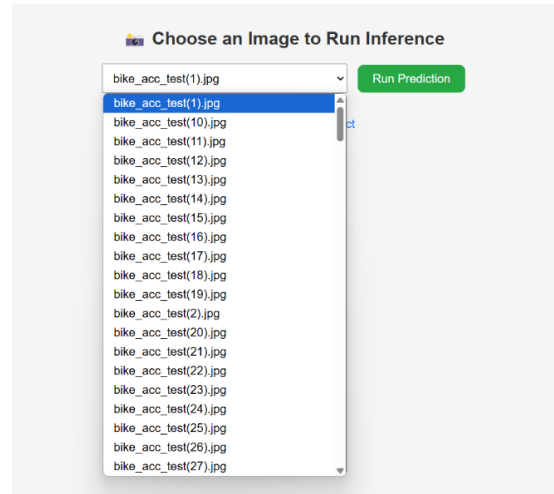 Choose an Image to Run Inference
bike_acc_test(1).jpg
Run Prediction
bike_acc_test(1).jpg
bike_acc_test(10).jpg
ct
bike_acc_test(11).jpg
bike_acc_test(12).jpg
bike_acc_test(13).jpg
bike_acc_test(14).jpg
bike_acc_test(15).jpg
bike_acc_test(16).jpg
bike_acc_test(17).jpg
bike_acc_test(18).jpg
bike_acc_test(19).jpg
bike_acc_test(2).jpg
bike_acc_test(20).jpg
bike_acc_test(21).jpg
bike_acc_test(22).jpg
bike_acc_test(23).jpg
bike_acc_test(24).jpg
bike_acc_test(25).jpg
bike_acc_test(26).jpg
bike_acc_test(27).jpg